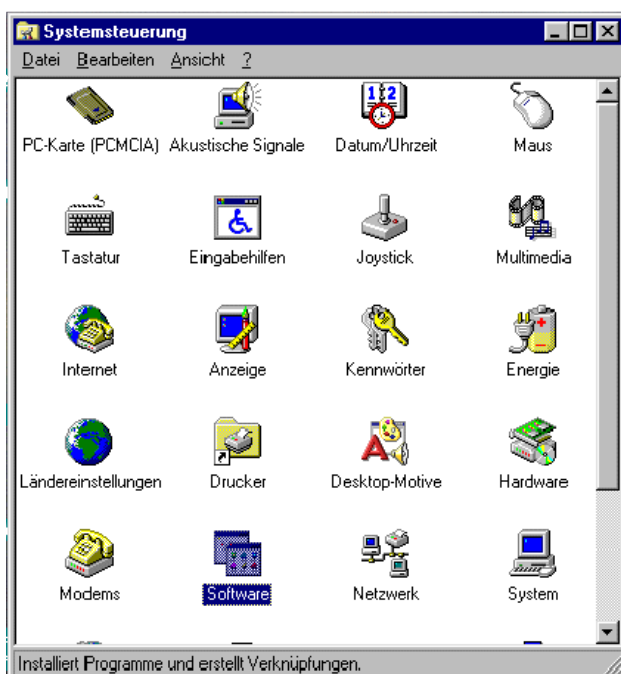 Systemsteuerung
Datei Bearbeiten Ansicht ?
PC-Karte (PCMCIA) Akustische Signale Datum/Uhrzeit Maus
Tastatur Eingabehilfen Joystick Multimedia
Internet Anzeige Kennwörter Energie
Ländereinstellungen Drucker Desktop-Motive Hardware
Modems Software Netzwerk System
Installiert Programme und erstellt Verknüpfungen.